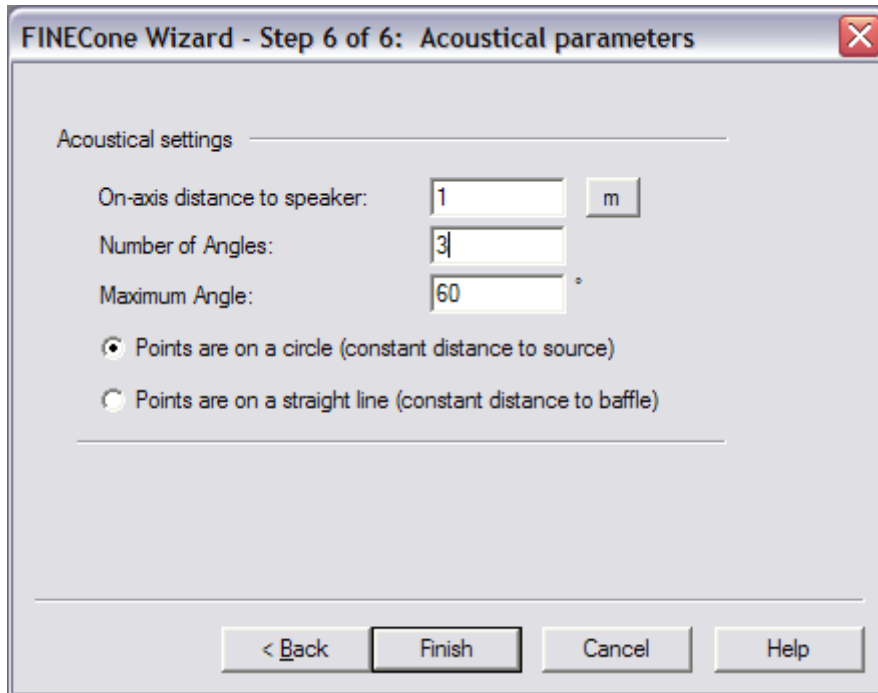 FINECone Wizard - Step 6 of 6:  Acoustical parameters
Acoustical settings
On-axis distance to speaker: 1 m
Number of Angles: 3
Maximum Angle: 60 °
Points are on a circle (constant distance to source)
Points are on a straight line (constant distance to baffle)
< Back Finish Cancel Help